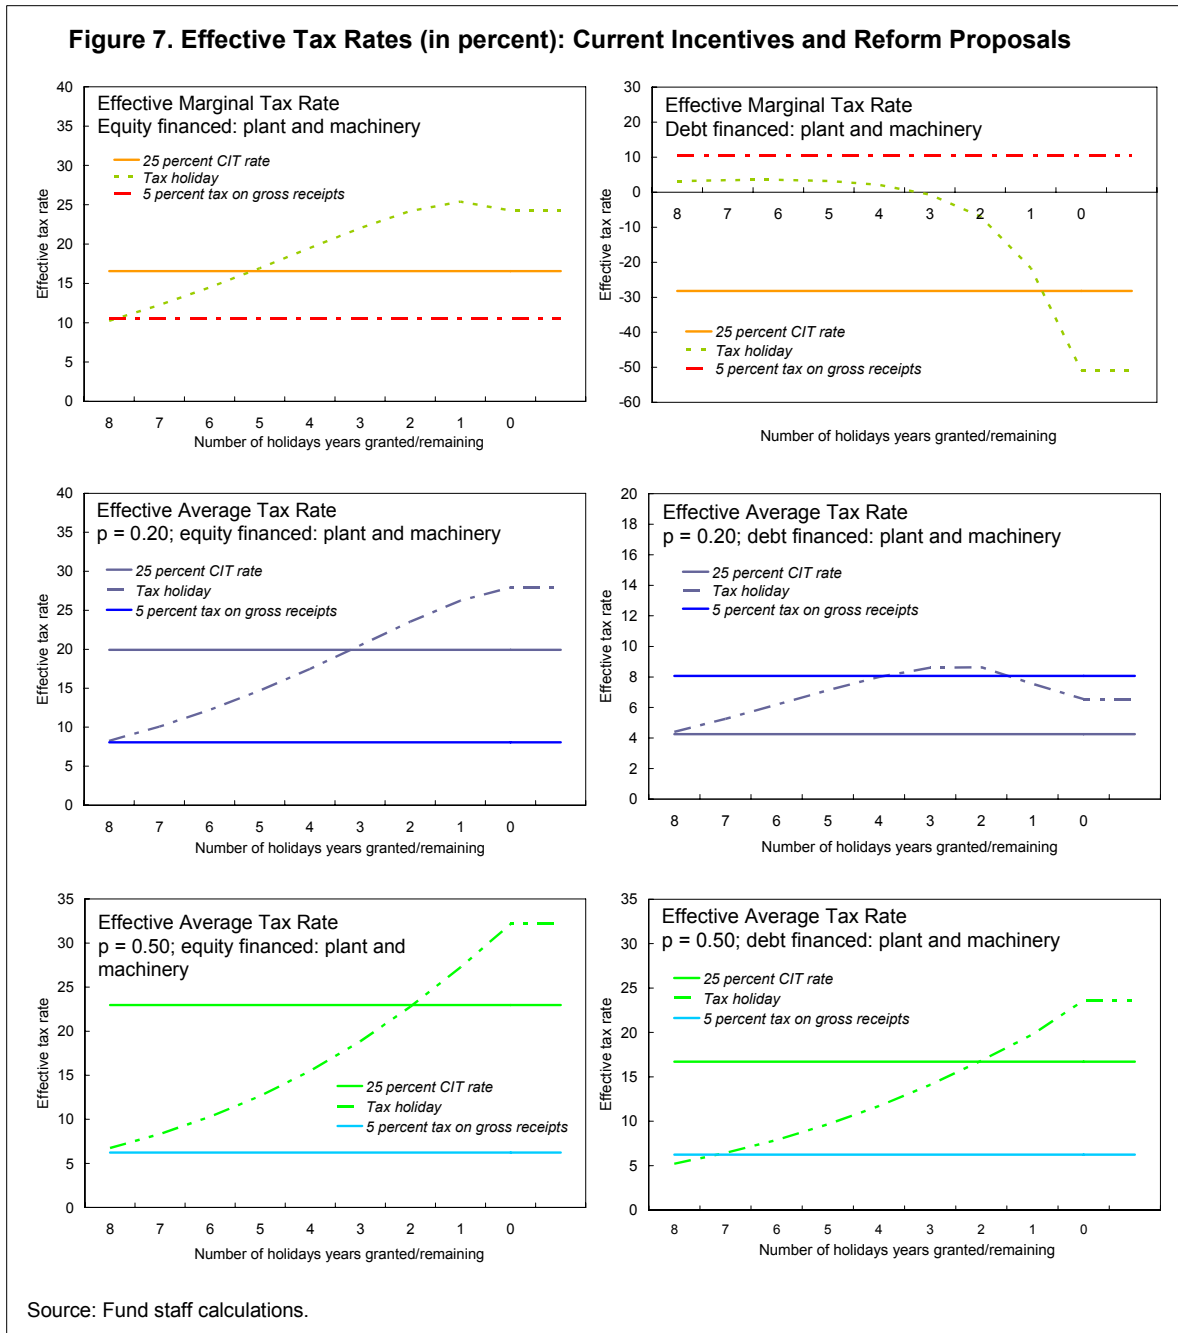 Figure 7. Effective Tax Rates (in percent): Current Incentives and Reform Proposals
Effective Marginal Tax Rate
Equity financed: plant and machinery
25 percent CIT rate
Tax holiday
5 percent tax on gross receipts
Effective tax rate
40
35
30
25
20
15
10
5
0
8 7 6 5 4 3 2 1 0
Number of holidays years granted/remaining
Effective Marginal Tax Rate
Debt financed: plant and machinery
25 percent CIT rate
Tax holiday
5 percent tax on gross receipts
Effective tax rate
30
20
10
0
-10
-20
-30
-40
-50
-60
8 7 6 5 4 3 2 1 0
Number of holidays years granted/remaining
Effective Average Tax Rate
p = 0.20; equity financed: plant and machinery
25 percent CIT rate
Tax holiday
5 percent tax on gross receipts
Effective tax rate
40
35
30
25
20
15
10
5
0
8 7 6 5 4 3 2 1 0
Number of holidays years granted/remaining
Effective Average Tax Rate
p = 0.20; debt financed: plant and machinery
25 percent CIT rate
Tax holiday
5 percent tax on gross receipts
Effective tax rate
20
18
16
14
12
10
8
6
4
2
0
8 7 6 5 4 3 2 1 0
Number of holidays years granted/remaining
Effective Average Tax Rate
p = 0.50; equity financed: plant and
machinery
25 percent CIT rate
Tax holiday
5 percent tax on gross receipts
Effective tax rate
35
30
25
20
15
10
5
0
8 7 6 5 4 3 2 1 0
Number of holidays years granted/remaining
Effective Average Tax Rate
p = 0.50; debt financed: plant and machinery
25 percent CIT rate
Tax holiday
5 percent tax on gross receipts
Effective tax rate
35
30
25
20
15
10
5
0
8 7 6 5 4 3 2 1 0
Number of holidays years granted/remaining
Source: Fund staff calculations.